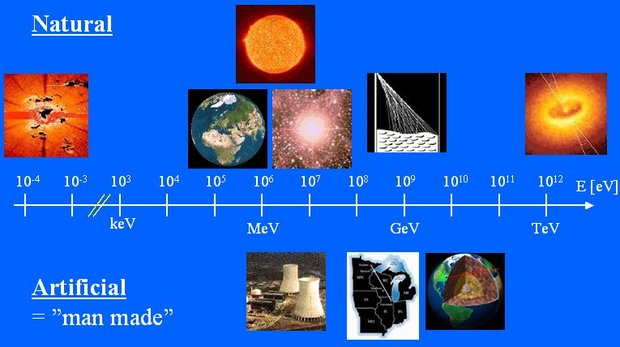 Natural
10-4 10-3 10³ 10⁴ 10⁵ 10⁶ 10⁷ 10⁸ 10⁹ 10¹⁰ 10¹¹ 10¹² E [eV]
keV MeV GeV TeV
Artificial
= ”man made”